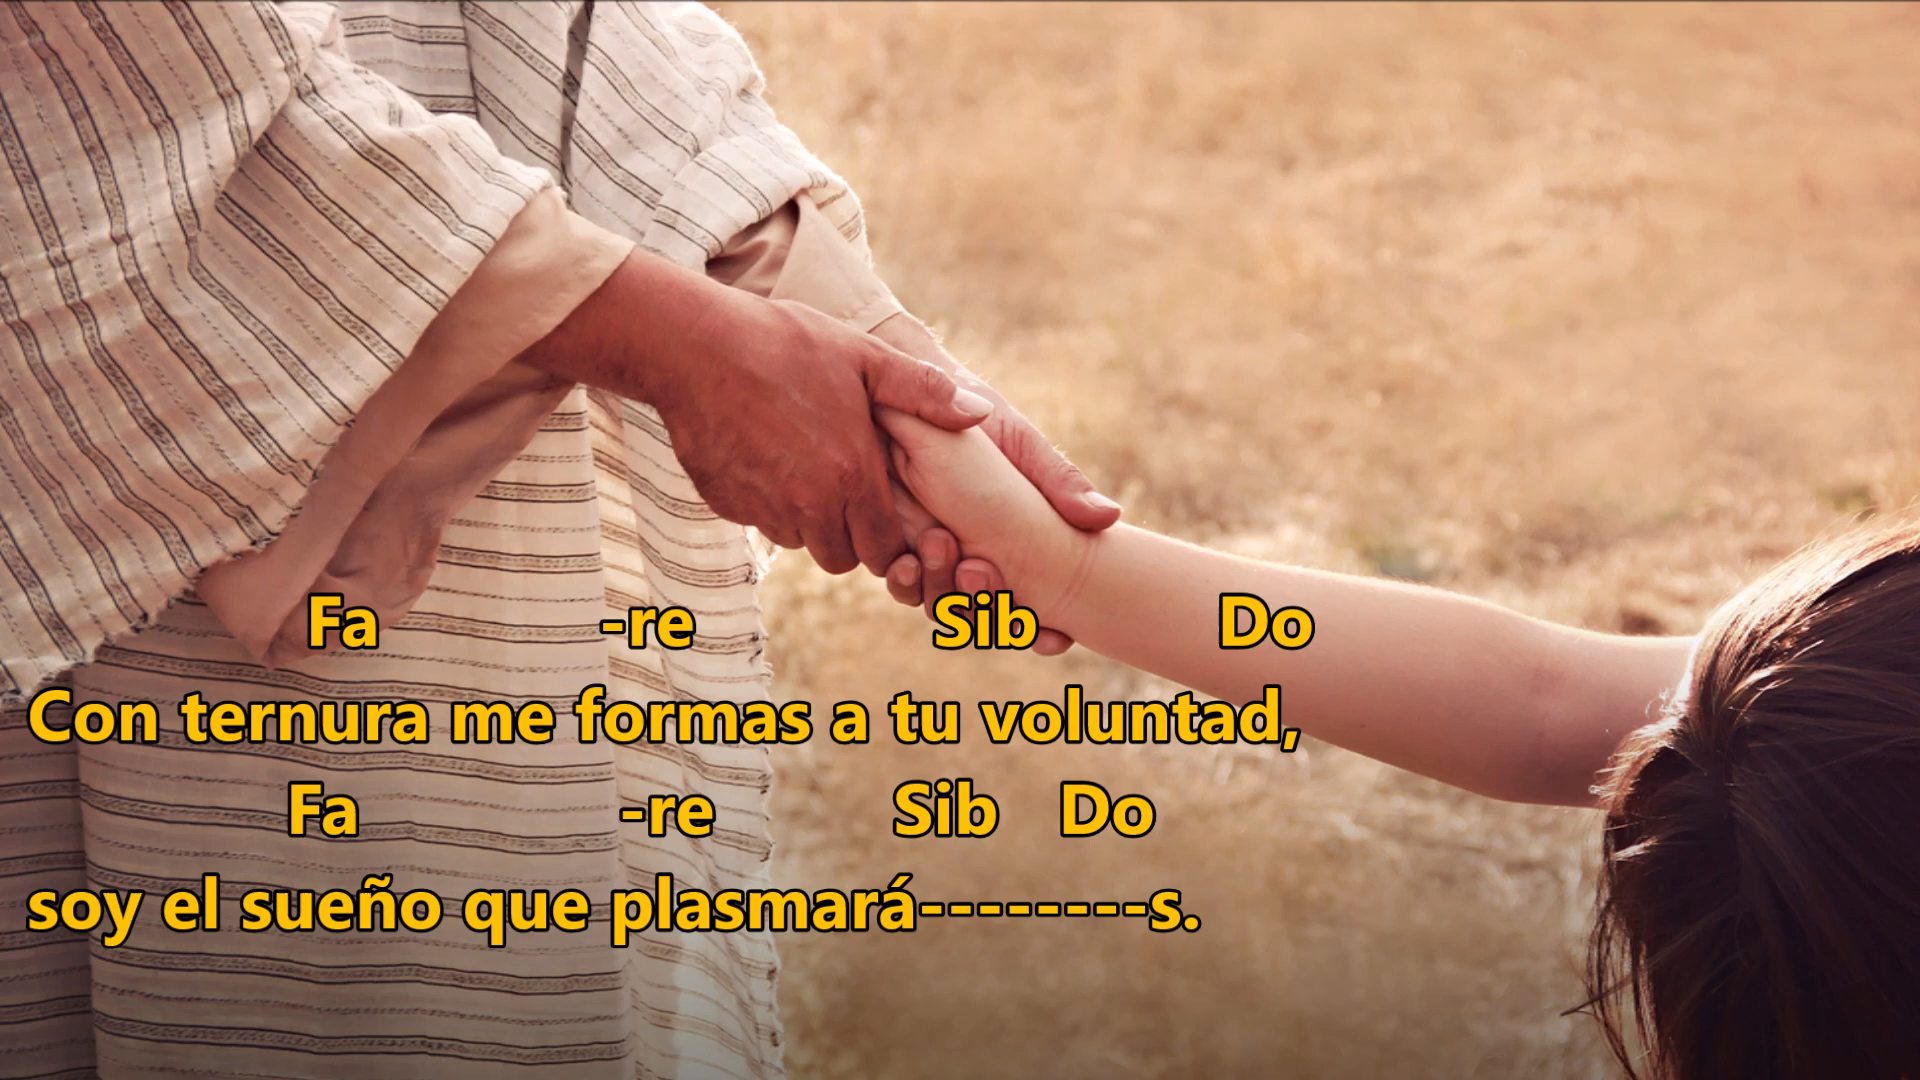 Fa -re Sib Do
Con ternura me formas a tu voluntad,
Fa -re Sib Do
soy el sueño que plasmará--------s.